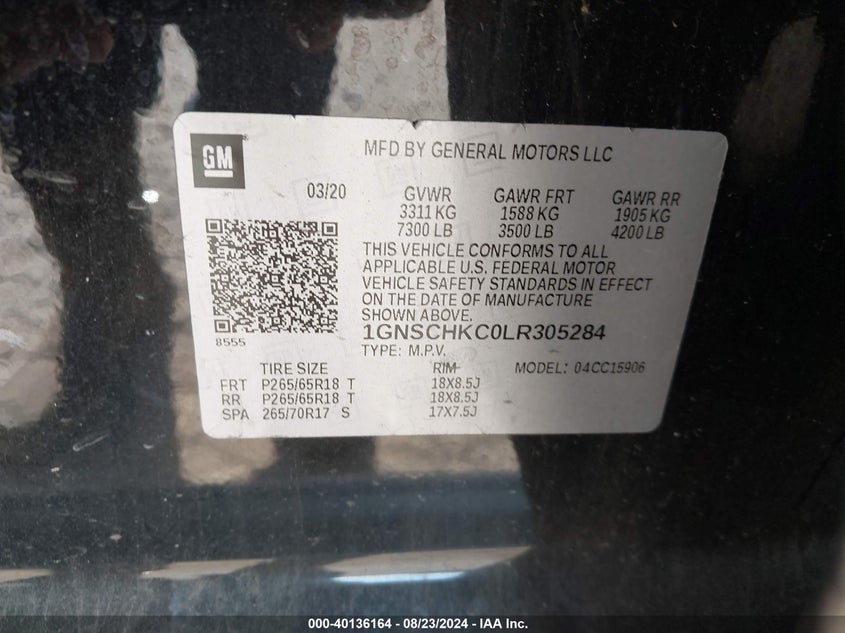 GM
MFD BY GENERAL MOTORS LLC
03/20
GVWR GAWR FRT GAWR RR
3311 KG 1588 KG 1905 KG
7300 LB 3500 LB 4200 LB
THIS VEHICLE CONFORMS TO ALL
APPLICABLE U.S. FEDERAL MOTOR
VEHICLE SAFETY STANDARDS IN EFFECT
ON THE DATE OF MANUFACTURE
SHOWN ABOVE.
8555
1GNSCHKC0LR305284
TYPE: M.P.V.
TIRE SIZE RIM MODEL: 04CC15906
FRT P265/65R18 T 18X8.5J
RR P265/65R18 T 18X8.5J
SPA 265/70R17 S 17X7.5J
000-40136164 - 08/23/2024 - IAA Inc.